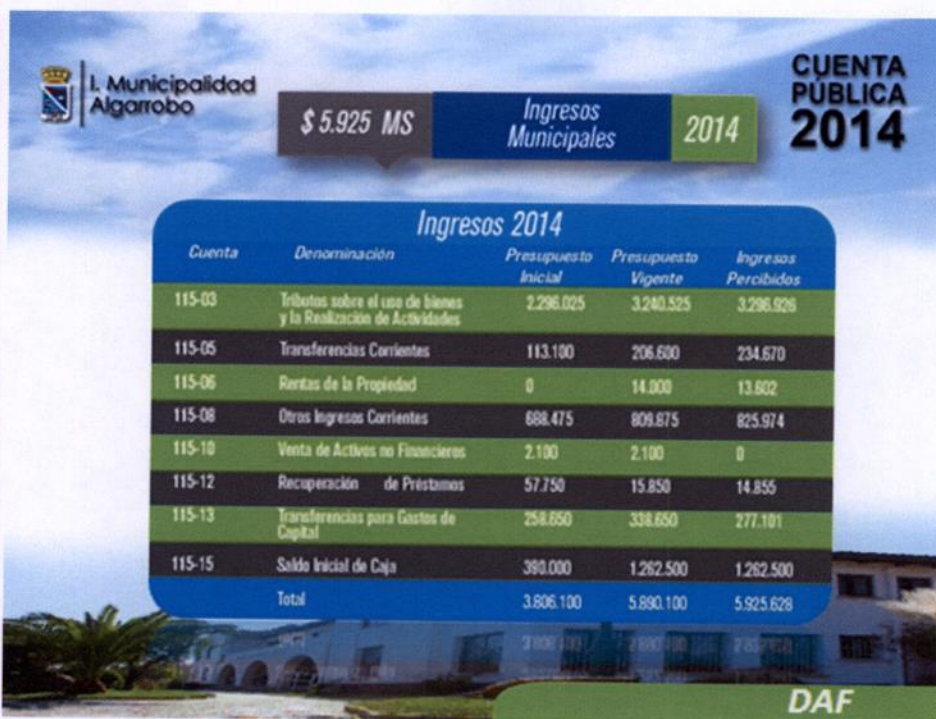 I. Municipalidad
Algarrobo
$ 5.925 MS
Ingresos
Municipales
2014
CUENTA
PÚBLICA
2014
Ingresos 2014
Cuenta Denominación Presupuesto Inicial Presupuesto Vigente Ingresos Percibidos
115-03 Tributos sobre el uso de bienes y la Realización de Actividades 2.296.025 3.240.525 3.296.926
115-05 Transferencias Corrientes 113.100 206.600 234.670
115-06 Rentas de la Propiedad 0 14.000 13.602
115-08 Otros Ingresos Corrientes 688.475 809.875 825.974
115-10 Venta de Activos no Financieros 2.100 2.100 0
115-12 Recuperación de Préstamos 57.750 15.850 14.855
115-13 Transferencias para Gastos de Capital 258.650 338.650 277.101
115-15 Saldo Inicial de Caja 390.000 1.262.500 1.262.500
Total 3.806.100 5.890.100 5.925.628
DAF